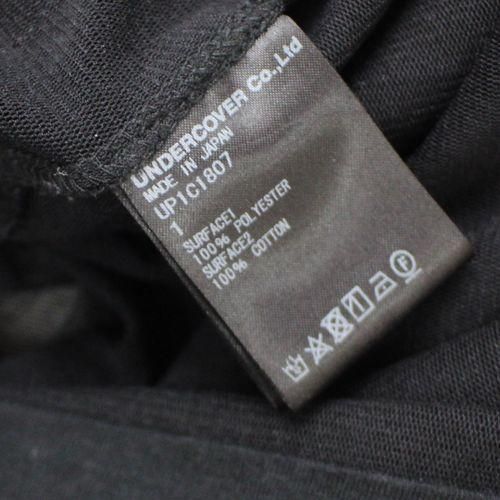 UNDERCOVER Co.,Ltd
MADE IN JAPAN
UP1C1807
1
SURFACE1
100% POLYESTER
SURFACE2
100% COTTON
F